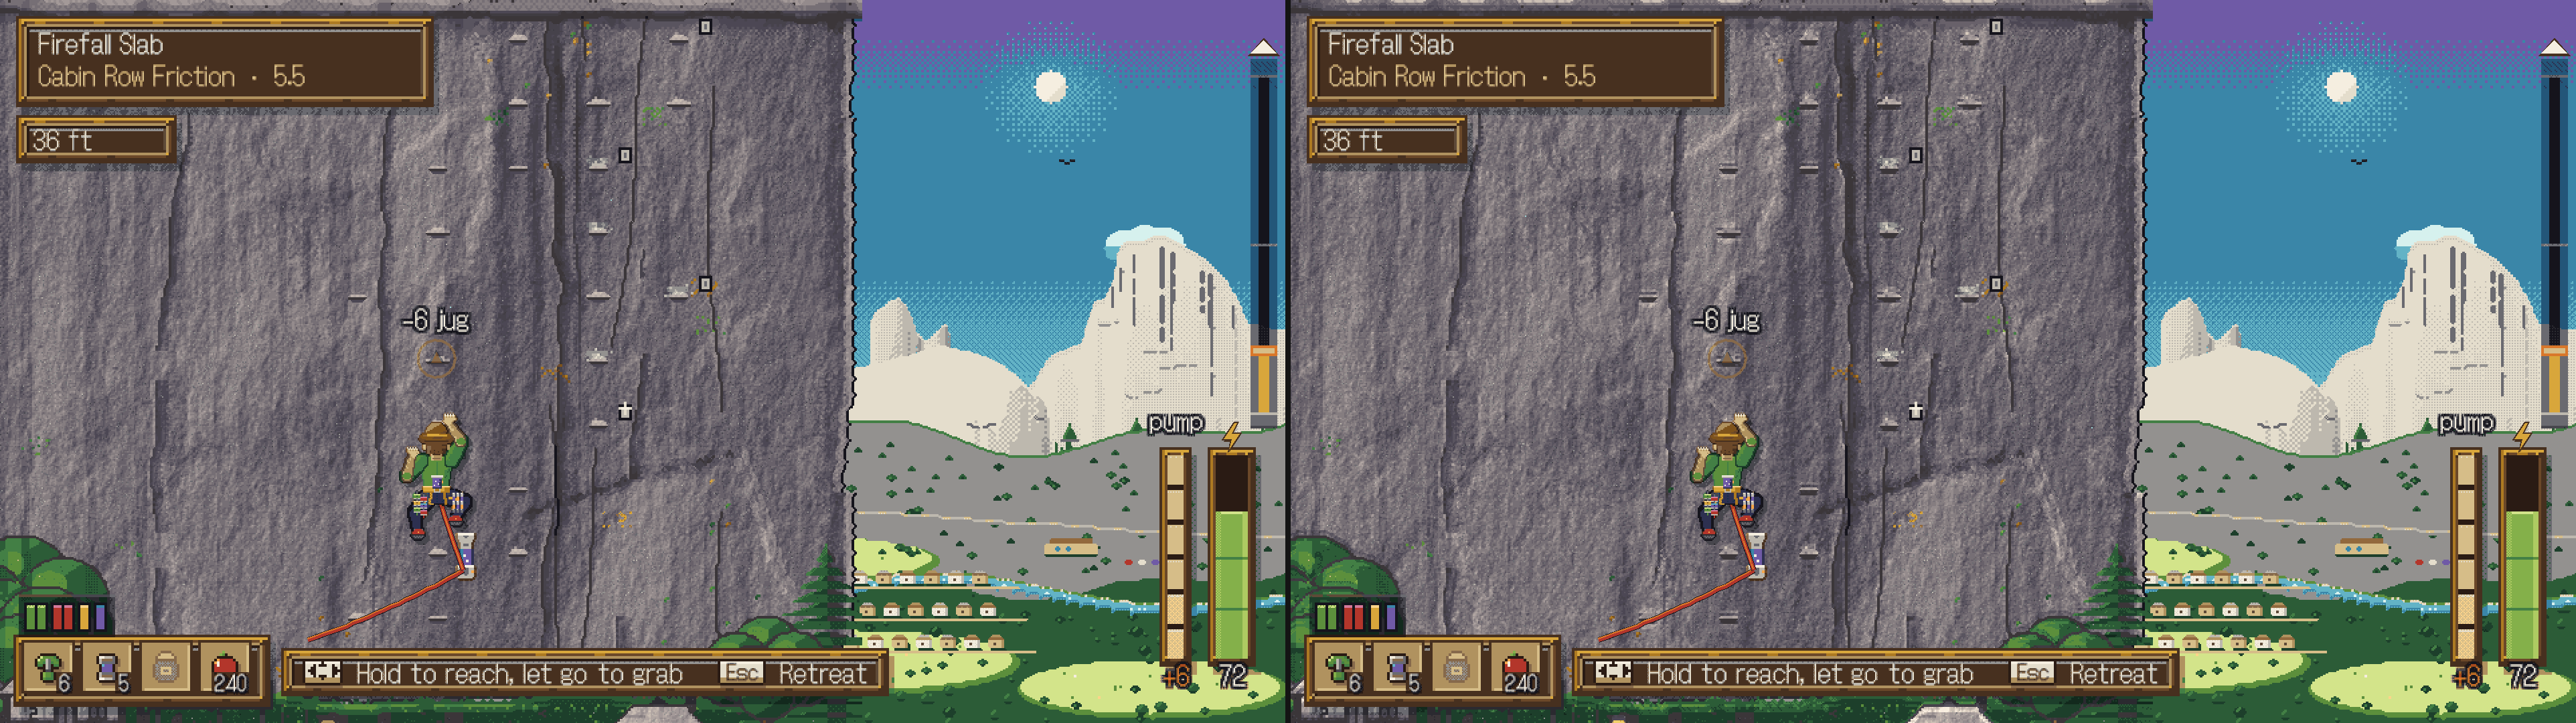 Firefall Slab
Cabin Row Friction · 5.5
36 ft
-6 jug
pump
6
5
240
Hold to reach, let go to grab
Esc Retreat
+6
72
Firefall Slab
Cabin Row Friction · 5.5
36 ft
-6 jug
pump
6
5
240
Hold to reach, let go to grab
Esc Retreat
+6
72